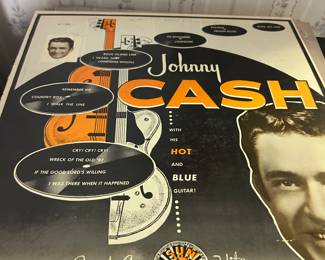 Johnny
CASH
ROCK ISLAND LINE
I HEARD THAT
LONESOME WHISTLE
REMEMBER ME
COUNTRY BOY
I WALK THE LINE
CRY! CRY! CRY!
WRECK OF THE OLD '97
IF THE GOOD LORD'S WILLING
I WAS THERE WHEN IT HAPPENED
WITH
HIS
HOT
AND
BLUE
GUITAR!
SUN